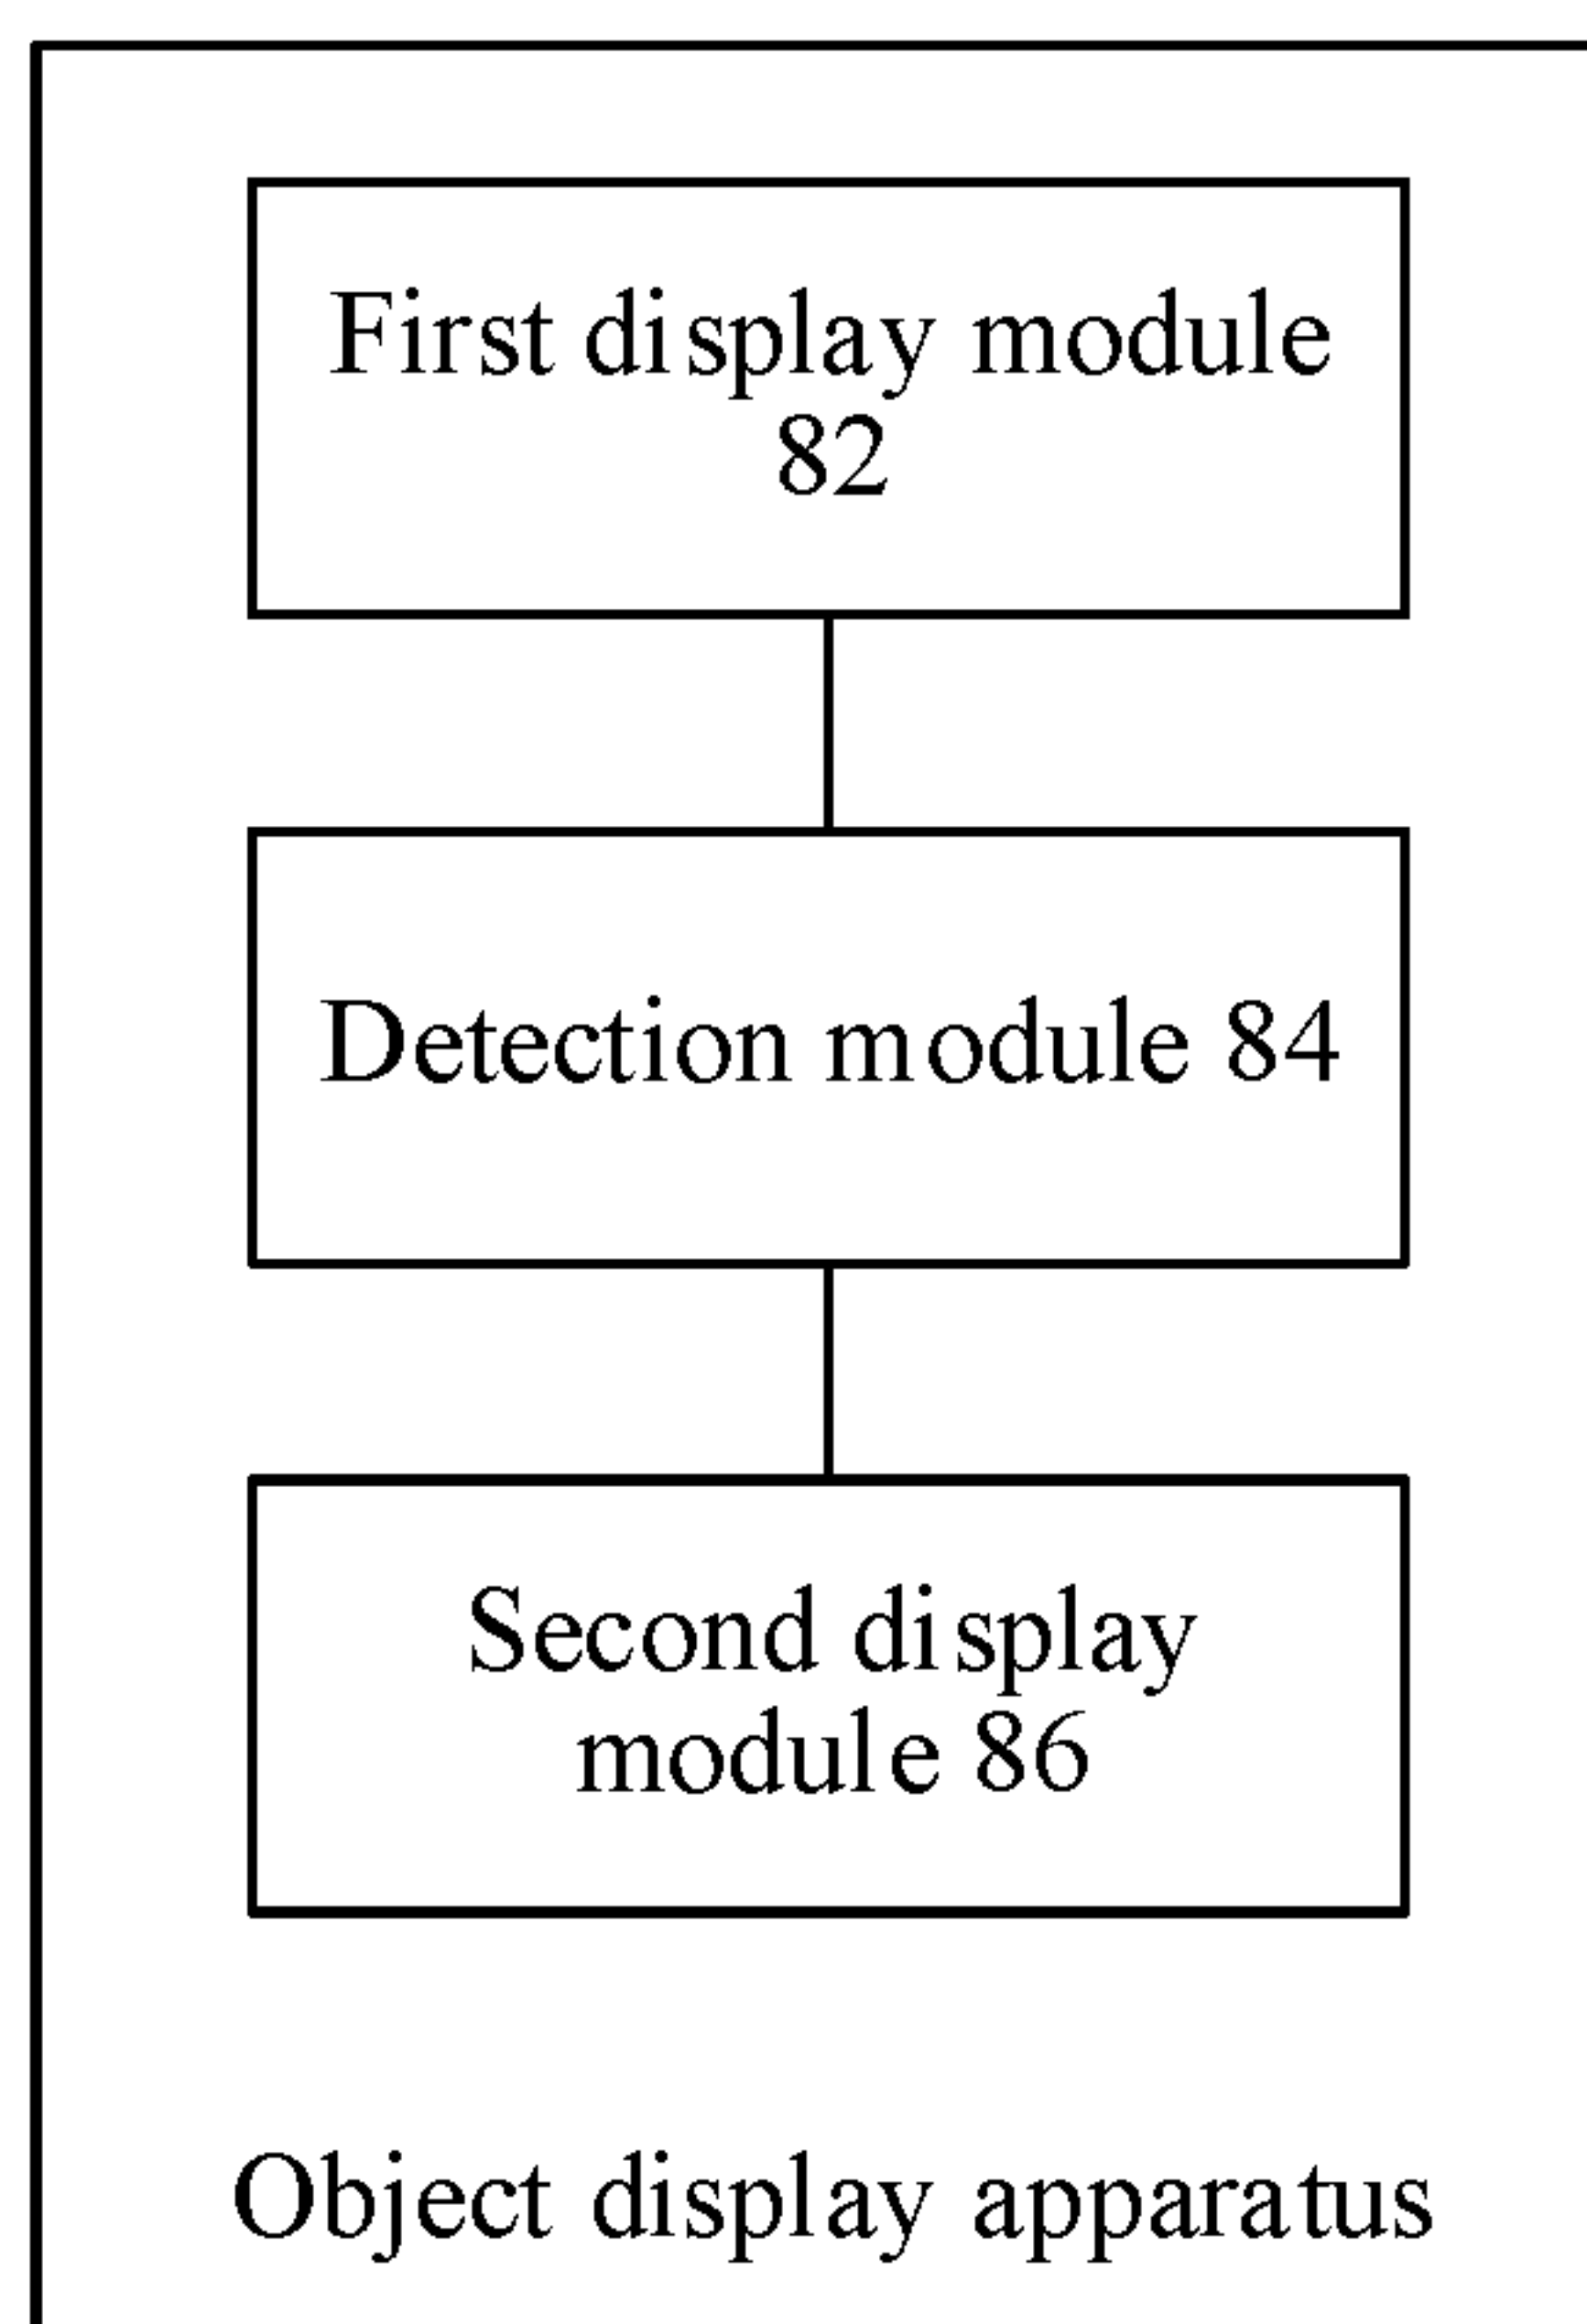 First display module
82
Detection module 84
Second display
module 86
Object display apparatus